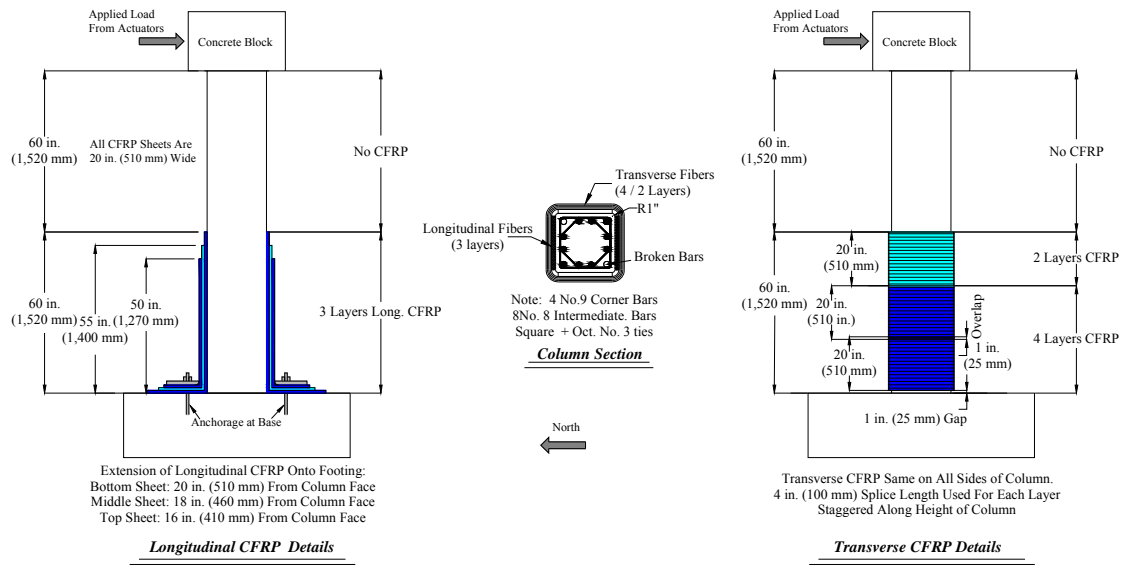 Applied Load
From Actuators
Concrete Block
60 in.
(1,520 mm)
All CFRP Sheets Are
20 in. (510 mm) Wide
No CFRP
60 in.
(1,520 mm)
55 in.
(1,400 mm)
50 in.
(1,270 mm)
3 Layers Long. CFRP
Anchorage at Base
Extension of Longitudinal CFRP Onto Footing:
Bottom Sheet: 20 in. (510 mm) From Column Face
Middle Sheet: 18 in. (460 mm) From Column Face
Top Sheet: 16 in. (410 mm) From Column Face
Longitudinal CFRP Details
Transverse Fibers
(4 / 2 Layers)
R1"
Longitudinal Fibers
(3 layers)
Broken Bars
Note: 4 No.9 Corner Bars
8No. 8 Intermediate. Bars
Square + Oct. No. 3 ties
Column Section
North
Applied Load
From Actuators
Concrete Block
60 in.
(1,520 mm)
No CFRP
60 in.
(1,520 mm)
20 in.
(510 mm)
2 Layers CFRP
20 in.
(510 in.)
Overlap
4 Layers CFRP
20 in.
(510 mm)
1 in.
(25 mm)
1 in. (25 mm) Gap
Transverse CFRP Same on All Sides of Column.
4 in. (100 mm) Splice Length Used For Each Layer
Staggered Along Height of Column
Transverse CFRP Details